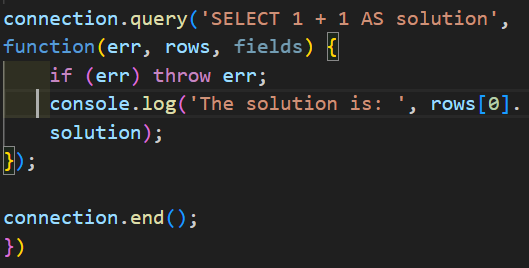 connection.query('SELECT 1 + 1 AS solution',
function(err, rows, fields) {
    if (err) throw err;
    console.log('The solution is: ', rows[0].
    solution);
});

connection.end();
})